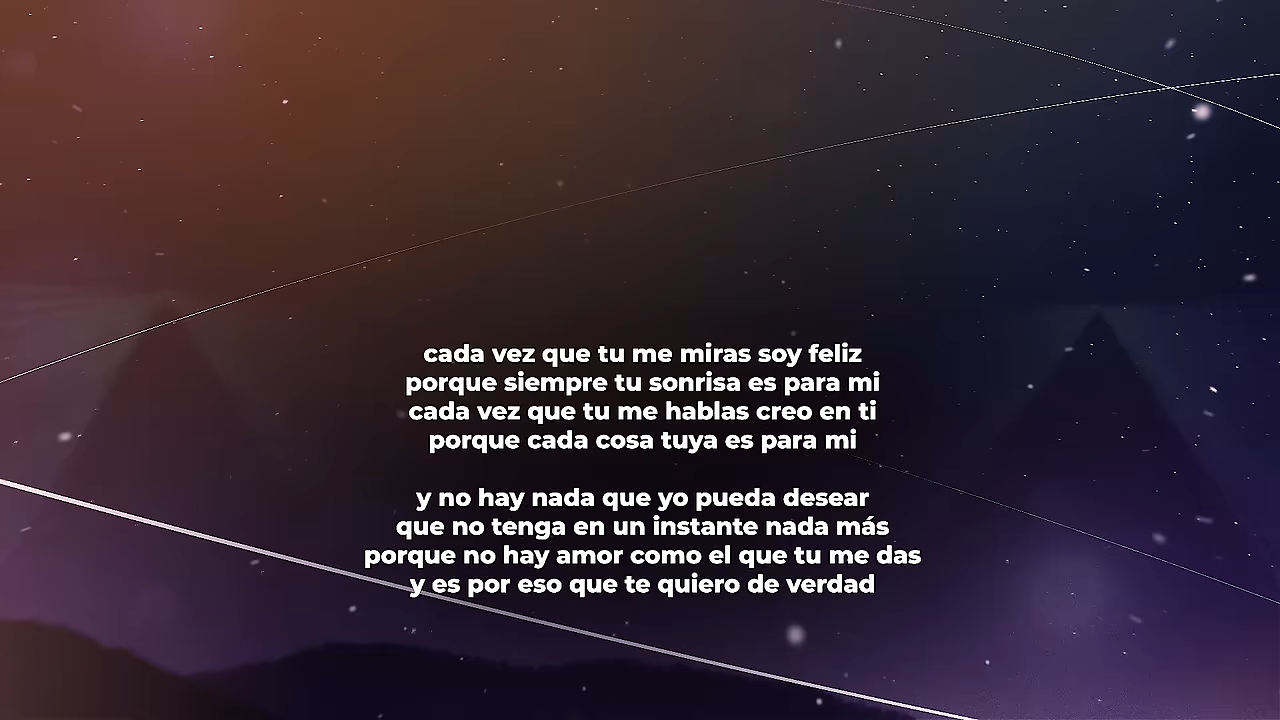 cada vez que tu me miras soy feliz
porque siempre tu sonrisa es para mi
cada vez que tu me hablas creo en ti
porque cada cosa tuya es para mi
y no hay nada que yo pueda desear
que no tenga en un instante nada más
porque no hay amor como el que tu me das
y es por eso que te quiero de verdad